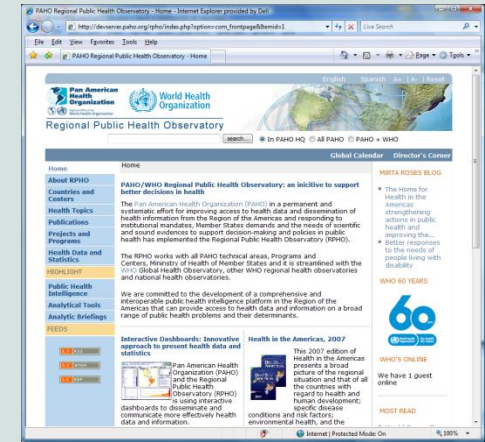 PAHO Regional Public Health Observatory - Home - Internet Explorer provided by Dell
http://devserver.paho.org/rpho/index.php?option=com_frontpage&Itemid=1
Live Search
File Edit View Favorites Tools Help
PAHO Regional Public Health Observatory - Home
Page Tools
English Spanish A+ | A- | Reset
Pan American
Health
Organization
World Health
Organization
Regional Public Health Observatory
search... In PAHO HQ All PAHO PAHO + WHO
Global Calendar Director's Corner
Home
About RPHO
Countries and
Centers
Health Topics
Publications
Projects and
Programs
Health Data and
Statistics
HIGHLIGHT
Public Health
Intelligence
Analytical Tools
Analytic Briefings
FEEDS
Home
PAHO/WHO Regional Public Health Observatory: an inicitive to support
better decisions in health
The Pan American Health Organization (PAHO) in a permanent and
systematic effort for improving access to health data and dissemination of
health information from the Region of the Americas and responding to
institutional mandates, Member States demands and the needs of scientific
and sound evidences to support decision-making and policies in public
health has implemented the Regional Public Health Observatory (RPHO).
The RPHO works with all PAHO technical areas, Programs and
Centers, Ministry of Health of Member States and it is streamlined with the
WHO Global Health Observatory, other WHO regional health observatories
and national health observatories.
We are committed to the development of a comprehensive and
interoperable public health intelligence platform in the Region of the
Americas that can provide access to health data and information on a broad
range of public health problems and their determinants.
Interactive Dashboards: Innovative
approach to present health data and
statistics
Pan American Health
Organization (PAHO)
and the Regional
Public Health
Observatory (RPHO)
is using interactive
dashboards to disseminate and
communicate more effectively health
data and information.
Health in the Americas, 2007
This 2007 edition of
Health in the Americas
presents a broad
picture of the regional
situation and that of all
the countries with
regard to health and
human development;
specific disease
conditions and risk factors;
environmental health, and the
MIRTA ROSES BLOG
The Home for
Health in the
Americas
strengthening
actions in public
health and
improving the...
Better responses
to the needs of
people living with
disability
WHO 60 YEARS
60
WHO'S ONLINE
We have 1 guest
online
MOST READ
Internet | Protected Mode: On 100%